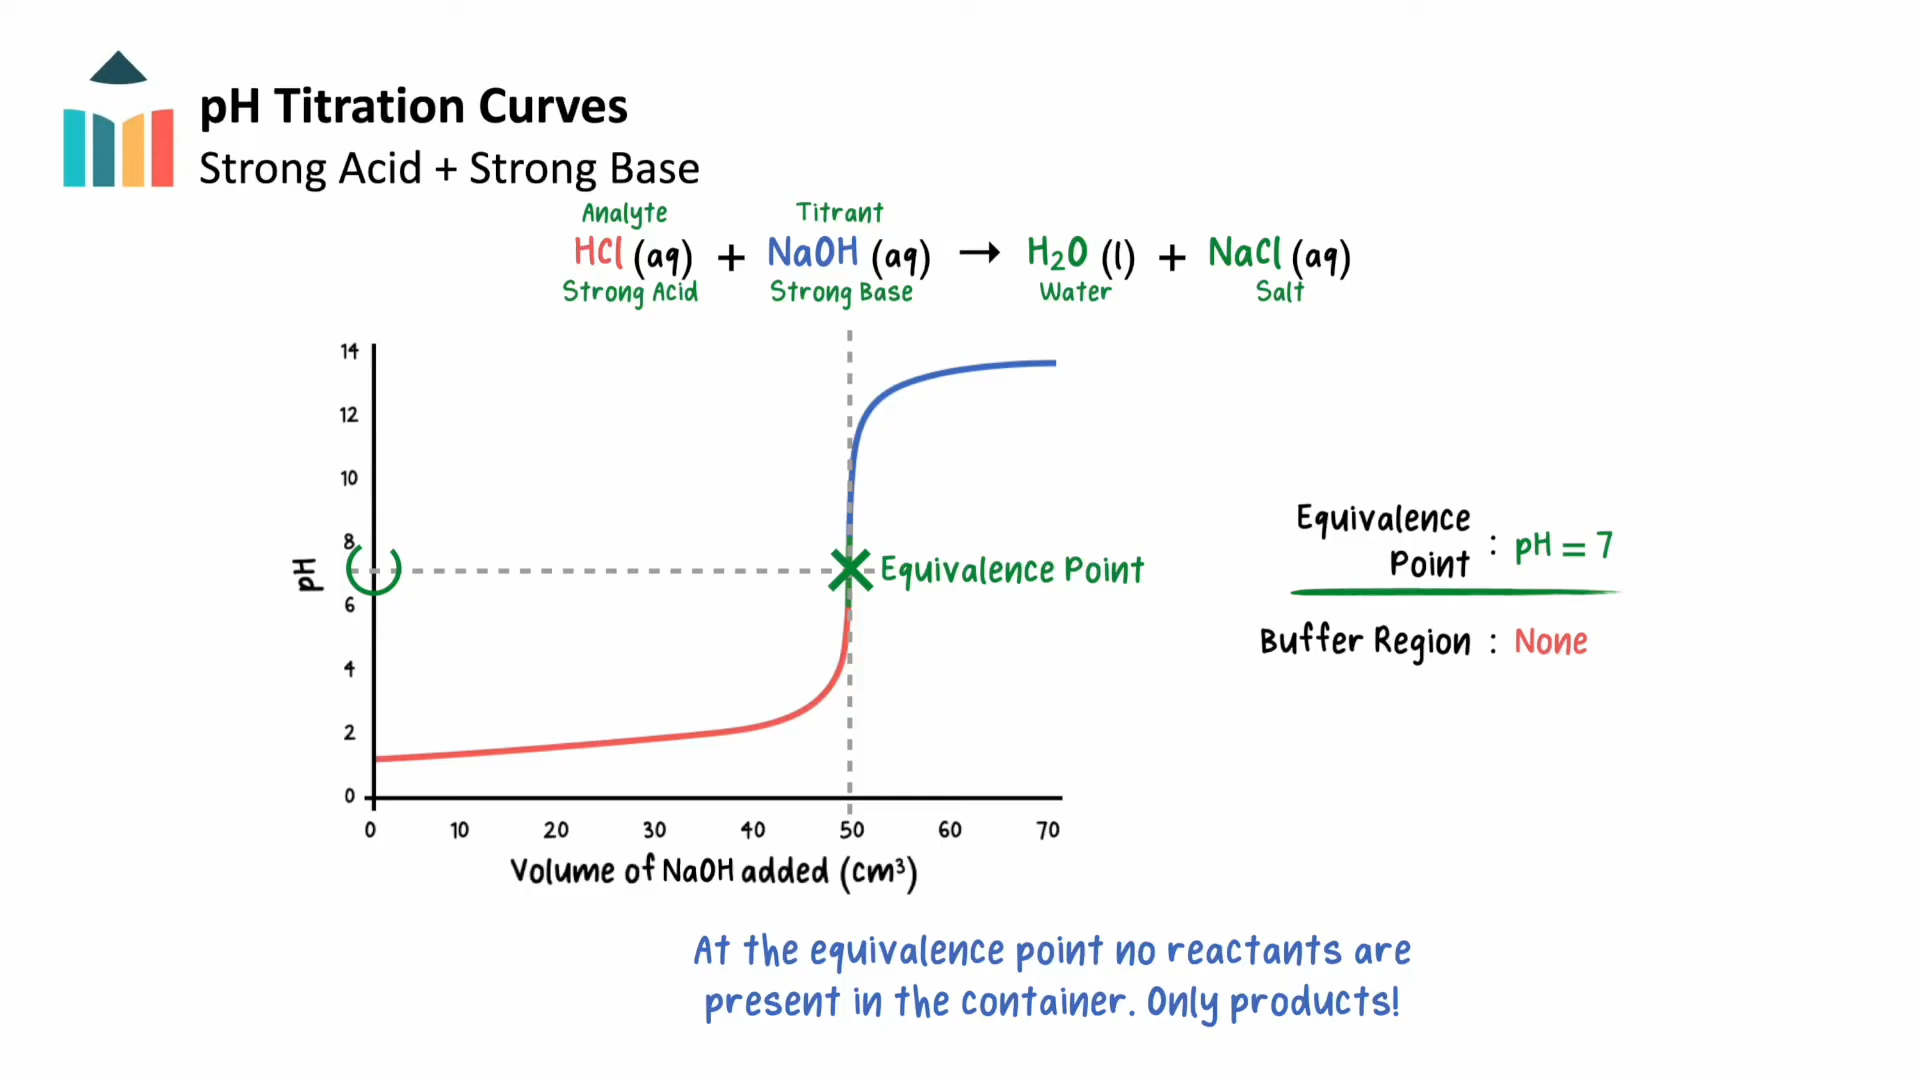 pH Titration Curves
Strong Acid + Strong Base
Analyte
Titrant
HCl (aq) + NaOH (aq) → H₂O (l) + NaCl (aq)
Strong Acid
Strong Base
Water
Salt
14
12
10
8
6
4
2
0
pH
0 10 20 30 40 50 60 70
Volume of NaOH added (cm³)
Equivalence Point
Equivalence
Point : pH = 7
Buffer Region : None
At the equivalence point no reactants are
present in the container. Only products!